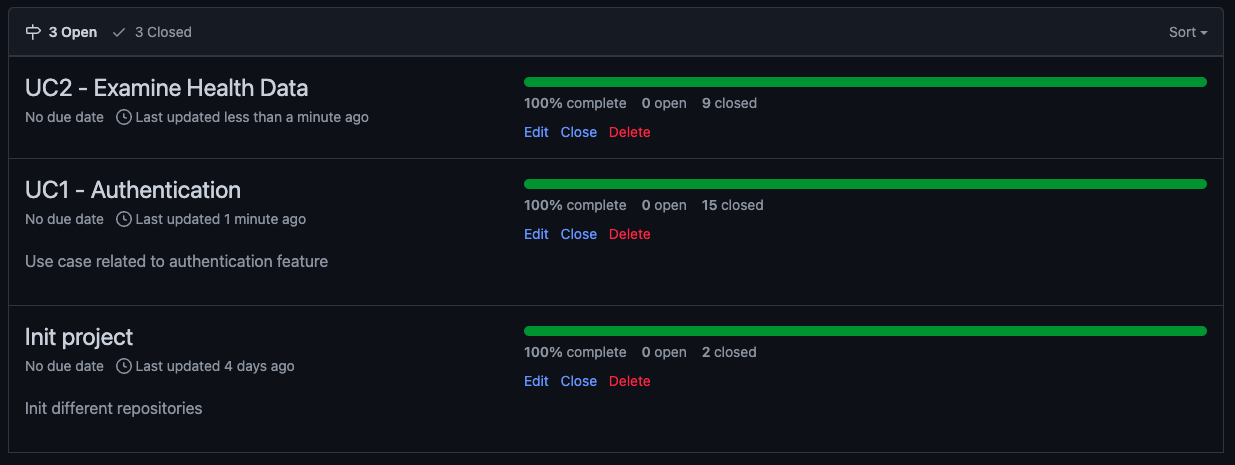 3 Open 3 Closed Sort
UC2 - Examine Health Data
No due date Last updated less than a minute ago
100% complete 0 open 9 closed
Edit Close Delete
UC1 - Authentication
No due date Last updated 1 minute ago
Use case related to authentication feature
100% complete 0 open 15 closed
Edit Close Delete
Init project
No due date Last updated 4 days ago
Init different repositories
100% complete 0 open 2 closed
Edit Close Delete